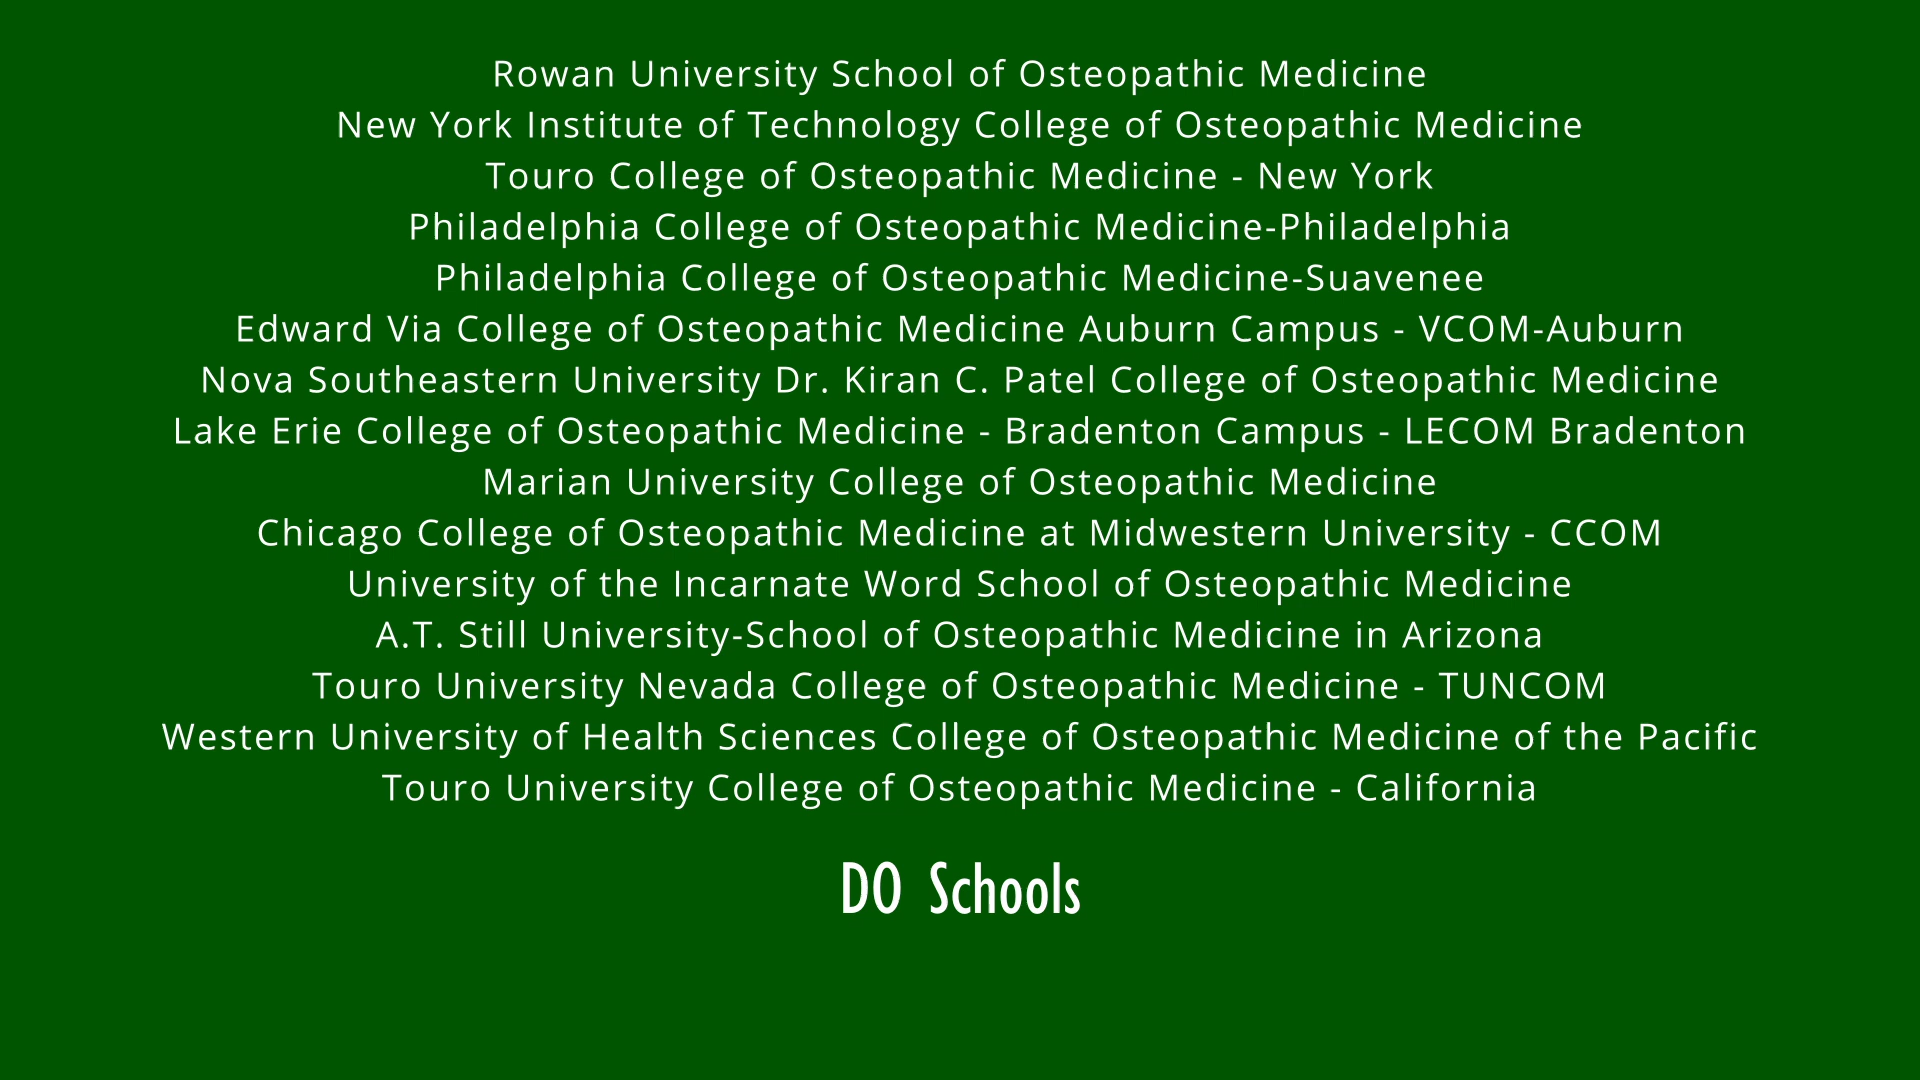 Rowan University School of Osteopathic Medicine
New York Institute of Technology College of Osteopathic Medicine
Touro College of Osteopathic Medicine - New York
Philadelphia College of Osteopathic Medicine-Philadelphia
Philadelphia College of Osteopathic Medicine-Suavenee
Edward Via College of Osteopathic Medicine Auburn Campus - VCOM-Auburn
Nova Southeastern University Dr. Kiran C. Patel College of Osteopathic Medicine
Lake Erie College of Osteopathic Medicine - Bradenton Campus - LECOM Bradenton
Marian University College of Osteopathic Medicine
Chicago College of Osteopathic Medicine at Midwestern University - CCOM
University of the Incarnate Word School of Osteopathic Medicine
A.T. Still University-School of Osteopathic Medicine in Arizona
Touro University Nevada College of Osteopathic Medicine - TUNCOM
Western University of Health Sciences College of Osteopathic Medicine of the Pacific
Touro University College of Osteopathic Medicine - California
DO Schools